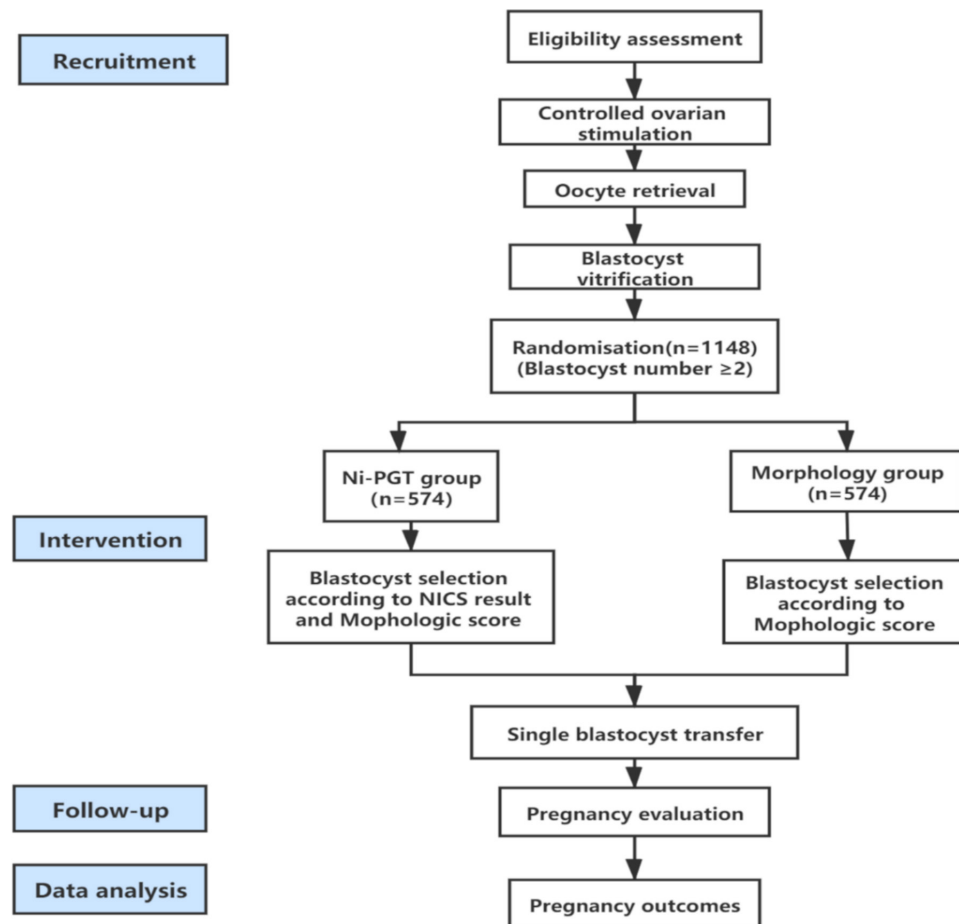 Eligibility assessment
Recruitment
Controlled ovarian
stimulation
Oocyte retrieval
Blastocyst
vitrification
Randomisation(n=1148)
(Blastocyst number ≥2)
Ni-PGT group
(n=574)
Morphology group
(n=574)
Intervention
Blastocyst selection
according to NICS result
and Mophologic score
Blastocyst selection
according to
Mophologic score
Single blastocyst transfer
Follow-up
Pregnancy evaluation
Data analysis
Pregnancy outcomes